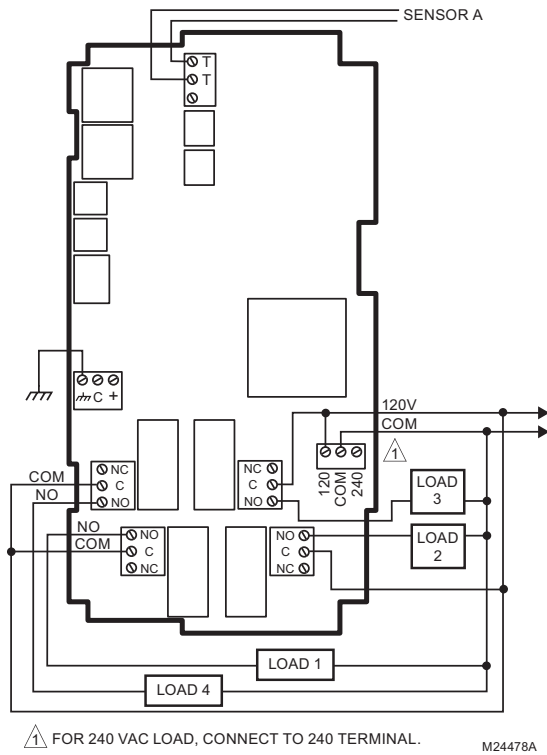 SENSOR A
T
T
C +
120V
COM
1
120
COM
240
COM
NO
NC
C
NO
NC
C
NO
LOAD
3
NO
COM
NO
C
NC
NO
C
NC
LOAD
2
LOAD 1
LOAD 4
1 FOR 240 VAC LOAD, CONNECT TO 240 TERMINAL.
M24478A